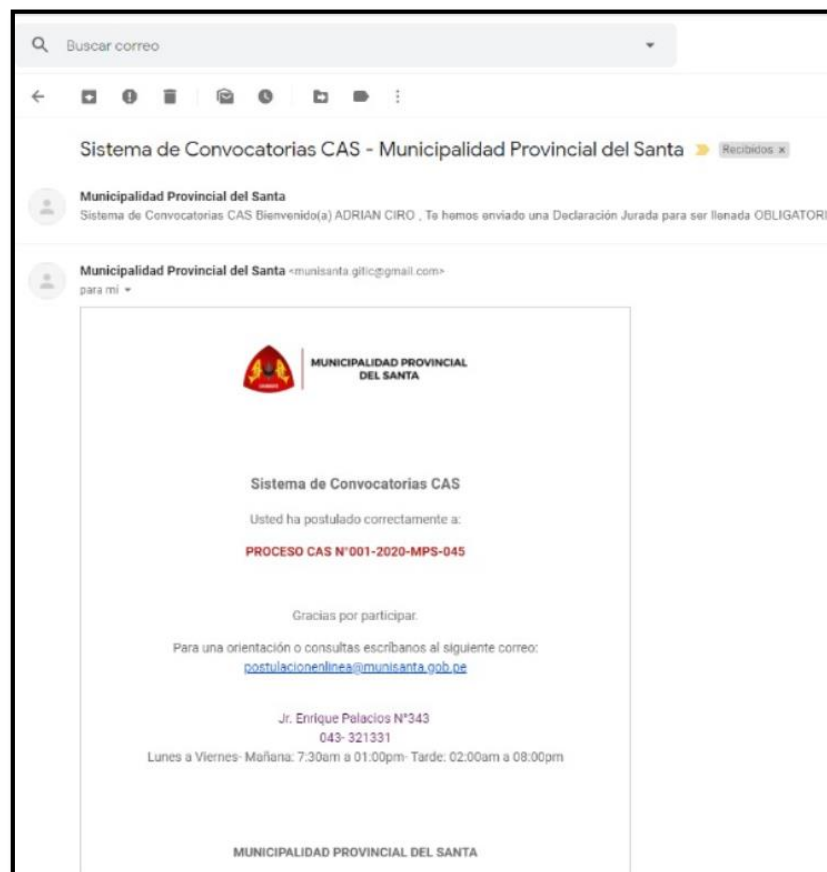 Buscar correo
Sistema de Convocatorias CAS - Municipalidad Provincial del Santa Recibidos x
Municipalidad Provincial del Santa
Sistema de Convocatorias CAS Bienvenido(a) ADRIAN CIRO , Te hemos enviado una Declaración Jurada para ser llenada OBLIGATORI
Municipalidad Provincial del Santa <munisanta.gitic@gmail.com>
para mí
MUNICIPALIDAD PROVINCIAL
DEL SANTA
Sistema de Convocatorias CAS
Usted ha postulado correctamente a:
PROCESO CAS N°001-2020-MPS-045
Gracias por participar.
Para una orientación o consultas escríbanos al siguiente correo:
postulacionenlinea@munisanta.gob.pe
Jr. Enrique Palacios N°343
043- 321331
Lunes a Viernes- Mañana: 7:30am a 01:00pm- Tarde: 02:00am a 08:00pm
MUNICIPALIDAD PROVINCIAL DEL SANTA